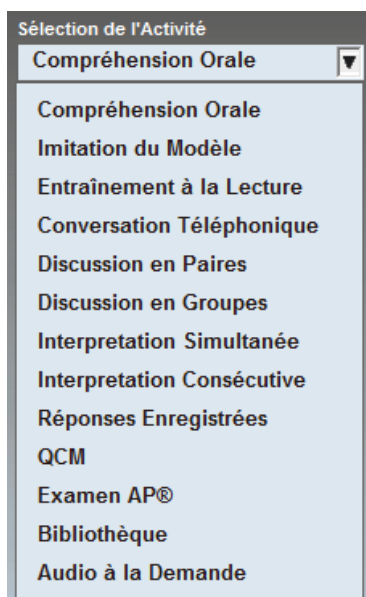 Sélection de l'Activité
Compréhension Orale
Compréhension Orale
Imitation du Modèle
Entraînement à la Lecture
Conversation Téléphonique
Discussion en Paires
Discussion en Groupes
Interpretation Simultanée
Interpretation Consécutive
Réponses Enregistrées
QCM
Examen AP®
Bibliothèque
Audio à la Demande